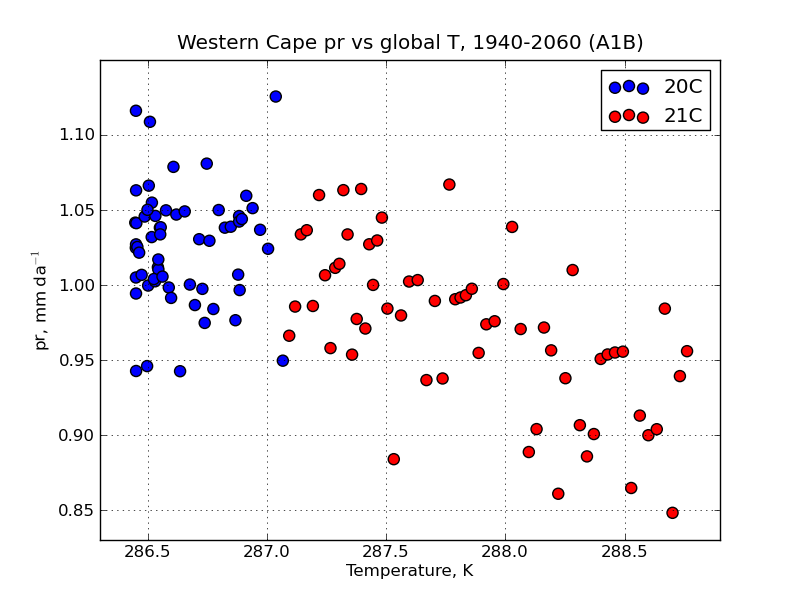 Western Cape pr vs global T, 1940-2060 (A1B)
20C
21C
1.10
1.05
1.00
0.95
0.90
0.85
pr, mm da⁻¹
286.5 287.0 287.5 288.0 288.5
Temperature, K